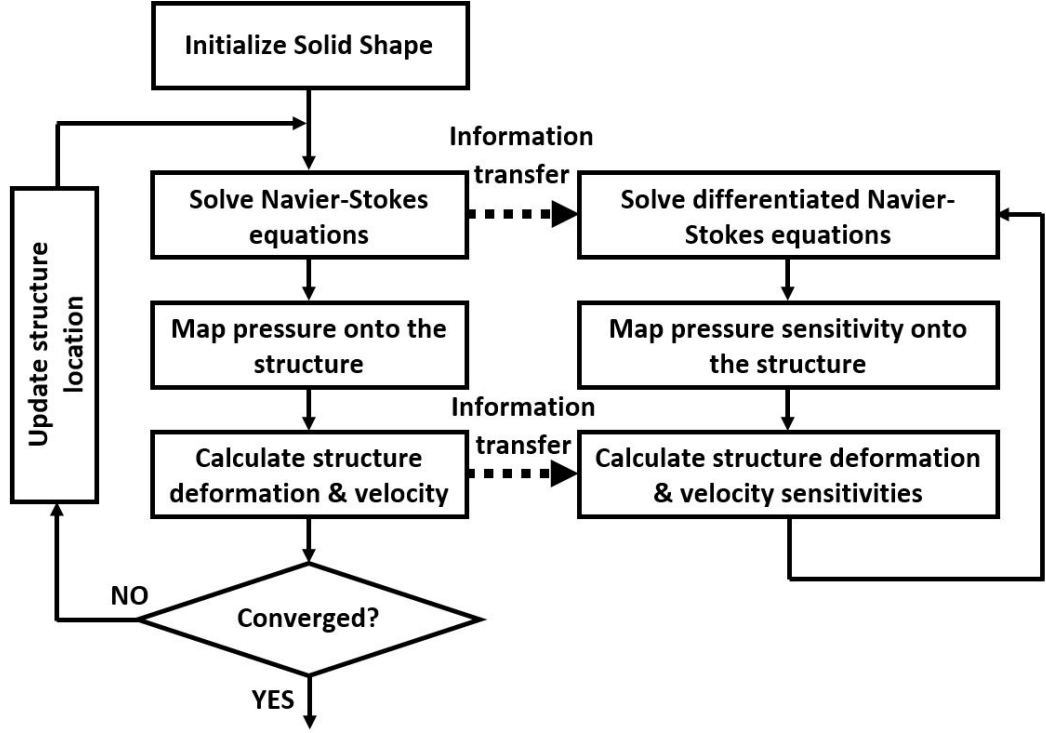 Initialize Solid Shape
Information
transfer
Solve Navier-Stokes
equations
Solve differentiated Navier-
Stokes equations
Update structure
location
Map pressure onto the
structure
Map pressure sensitivity onto
the structure
Information
transfer
Calculate structure
deformation & velocity
Calculate structure deformation
& velocity sensitivities
NO
Converged?
YES